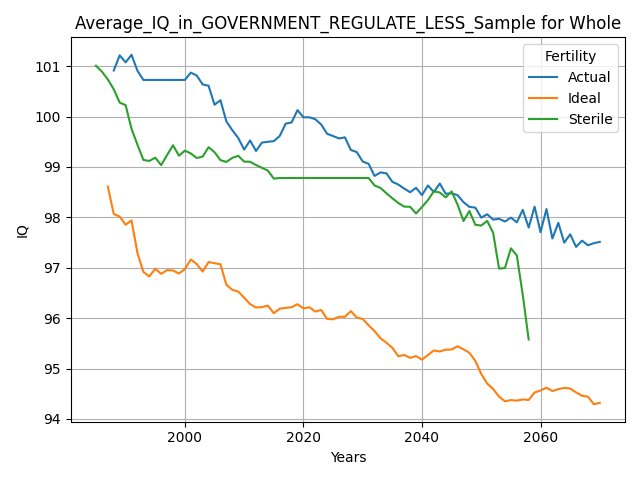 Average_IQ_in_GOVERNMENT_REGULATE_LESS_Sample for Whole
Fertility
Actual
Ideal
Sterile
IQ
101
100
99
98
97
96
95
94
2000
2020
2040
2060
Years